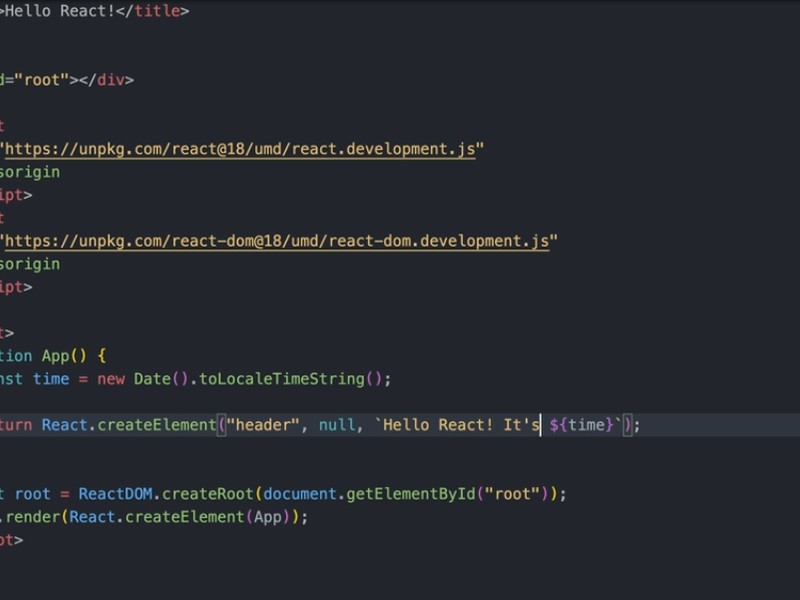 >Hello React!</title>
d="root"></div>
t
"https://unpkg.com/react@18/umd/react.development.js"
sorigin
ipt>
t
"https://unpkg.com/react-dom@18/umd/react-dom.development.js"
sorigin
ipt>
t>
tion App() {
nst time = new Date().toLocaleTimeString();
turn React.createElement("header", null, `Hello React! It's ${time}`);
t root = ReactDOM.createRoot(document.getElementById("root"));
.render(React.createElement(App));
pt>